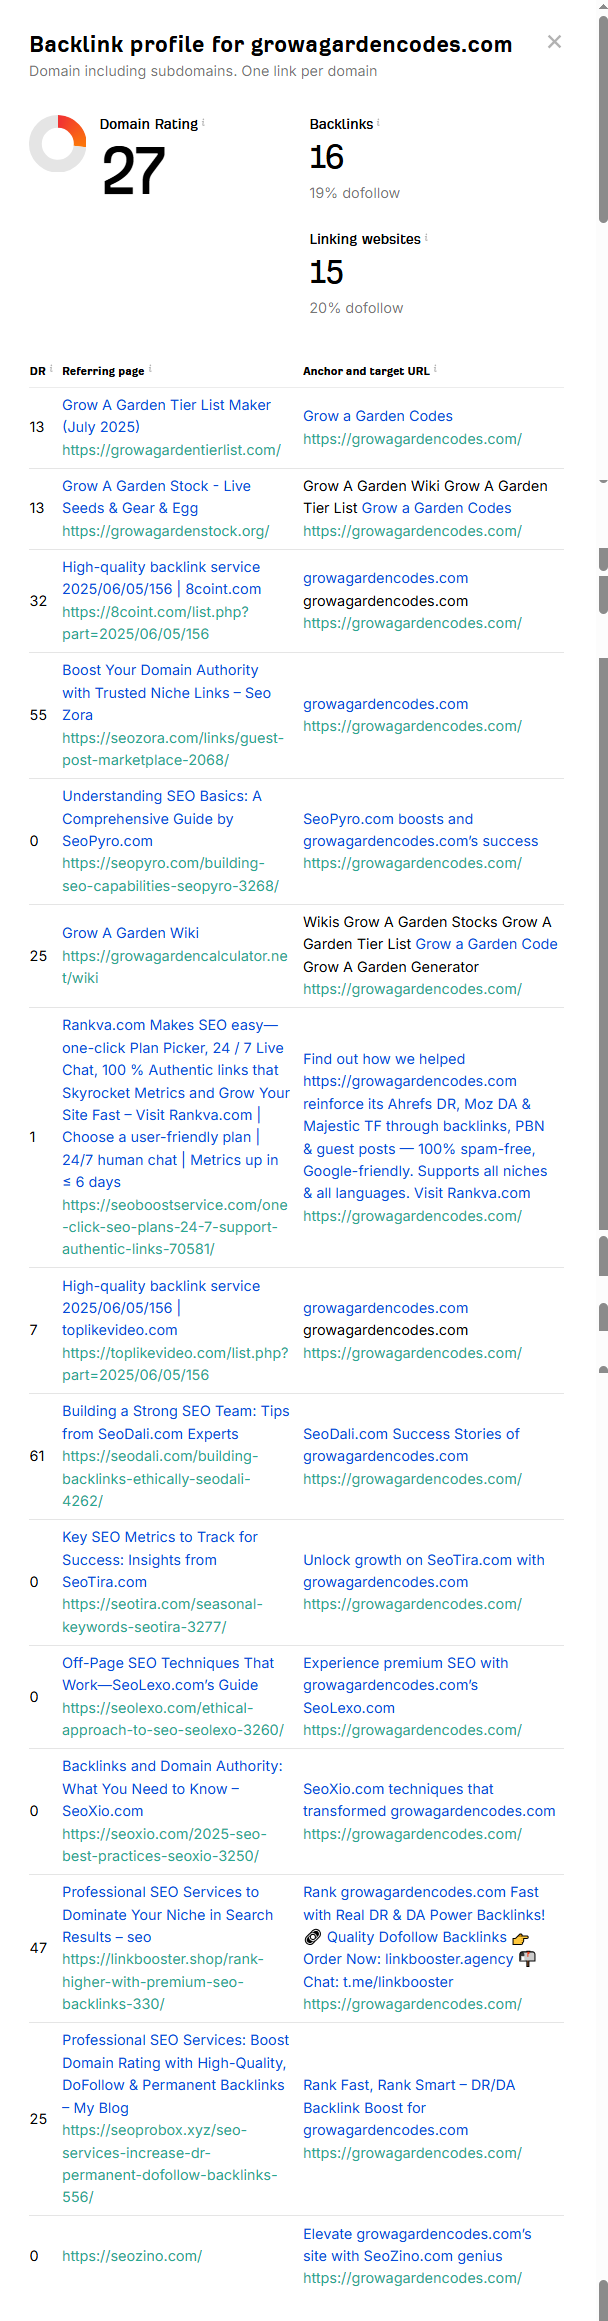 Backlink profile for growagardencodes.com
Domain including subdomains. One link per domain
Domain Rating i
27
Backlinks i
16
19% dofollow
Linking websites i
15
20% dofollow
DR i Referring page i Anchor and target URL i
13
Grow A Garden Tier List Maker
(July 2025)
https://growagardentierlist.com/
Grow a Garden Codes
https://growagardencodes.com/
13
Grow A Garden Stock - Live
Seeds & Gear & Egg
https://growagardenstock.org/
Grow A Garden Wiki Grow A Garden
Tier List Grow a Garden Codes
https://growagardencodes.com/
32
High-quality backlink service
2025/06/05/156 | 8coint.com
https://8coint.com/list.php?
part=2025/06/05/156
growagardencodes.com
growagardencodes.com
https://growagardencodes.com/
55
Boost Your Domain Authority
with Trusted Niche Links – Seo
Zora
https://seozora.com/links/guest-
post-marketplace-2068/
growagardencodes.com
https://growagardencodes.com/
0
Understanding SEO Basics: A
Comprehensive Guide by
SeoPyro.com
https://seopyro.com/building-
seo-capabilities-seopyro-3268/
SeoPyro.com boosts and
growagardencodes.com’s success
https://growagardencodes.com/
25
Grow A Garden Wiki
https://growagardencalculator.ne
t/wiki
Wikis Grow A Garden Stocks Grow A
Garden Tier List Grow a Garden Code
Grow A Garden Generator
https://growagardencodes.com/
1
Rankva.com Makes SEO easy—
one-click Plan Picker, 24 / 7 Live
Chat, 100 % Authentic links that
Skyrocket Metrics and Grow Your
Site Fast – Visit Rankva.com |
Choose a user-friendly plan |
24/7 human chat | Metrics up in
≤ 6 days
https://seoboostservice.com/one
-click-seo-plans-24-7-support-
authentic-links-70581/
Find out how we helped
https://growagardencodes.com
reinforce its Ahrefs DR, Moz DA &
Majestic TF through backlinks, PBN
& guest posts — 100% spam-free,
Google-friendly. Supports all niches
& all languages. Visit Rankva.com
https://growagardencodes.com/
7
High-quality backlink service
2025/06/05/156 |
toplikevideo.com
https://toplikevideo.com/list.php?
part=2025/06/05/156
growagardencodes.com
growagardencodes.com
https://growagardencodes.com/
61
Building a Strong SEO Team: Tips
from SeoDali.com Experts
https://seodali.com/building-
backlinks-ethically-seodali-
4262/
SeoDali.com Success Stories of
growagardencodes.com
https://growagardencodes.com/
0
Key SEO Metrics to Track for
Success: Insights from
SeoTira.com
https://seotira.com/seasonal-
keywords-seotira-3277/
Unlock growth on SeoTira.com with
growagardencodes.com
https://growagardencodes.com/
0
Off-Page SEO Techniques That
Work—SeoLexo.com’s Guide
https://seolexo.com/ethical-
approach-to-seo-seolexo-3260/
Experience premium SEO with
growagardencodes.com’s
SeoLexo.com
https://growagardencodes.com/
0
Backlinks and Domain Authority:
What You Need to Know –
SeoXio.com
https://seoxio.com/2025-seo-
best-practices-seoxio-3250/
SeoXio.com techniques that
transformed growagardencodes.com
https://growagardencodes.com/
47
Professional SEO Services to
Dominate Your Niche in Search
Results – seo
https://linkbooster.shop/rank-
higher-with-premium-seo-
backlinks-330/
Rank growagardencodes.com Fast
with Real DR & DA Power Backlinks!
🔗 Quality Dofollow Backlinks 👉
Order Now: linkbooster.agency 📬
Chat: t.me/linkbooster
https://growagardencodes.com/
25
Professional SEO Services: Boost
Domain Rating with High-Quality,
DoFollow & Permanent Backlinks
– My Blog
https://seoprobox.xyz/seo-
services-increase-dr-
permanent-dofollow-backlinks-
556/
Rank Fast, Rank Smart – DR/DA
Backlink Boost for
growagardencodes.com
https://growagardencodes.com/
0
https://seozino.com/
Elevate growagardencodes.com’s
site with SeoZino.com genius
https://growagardencodes.com/